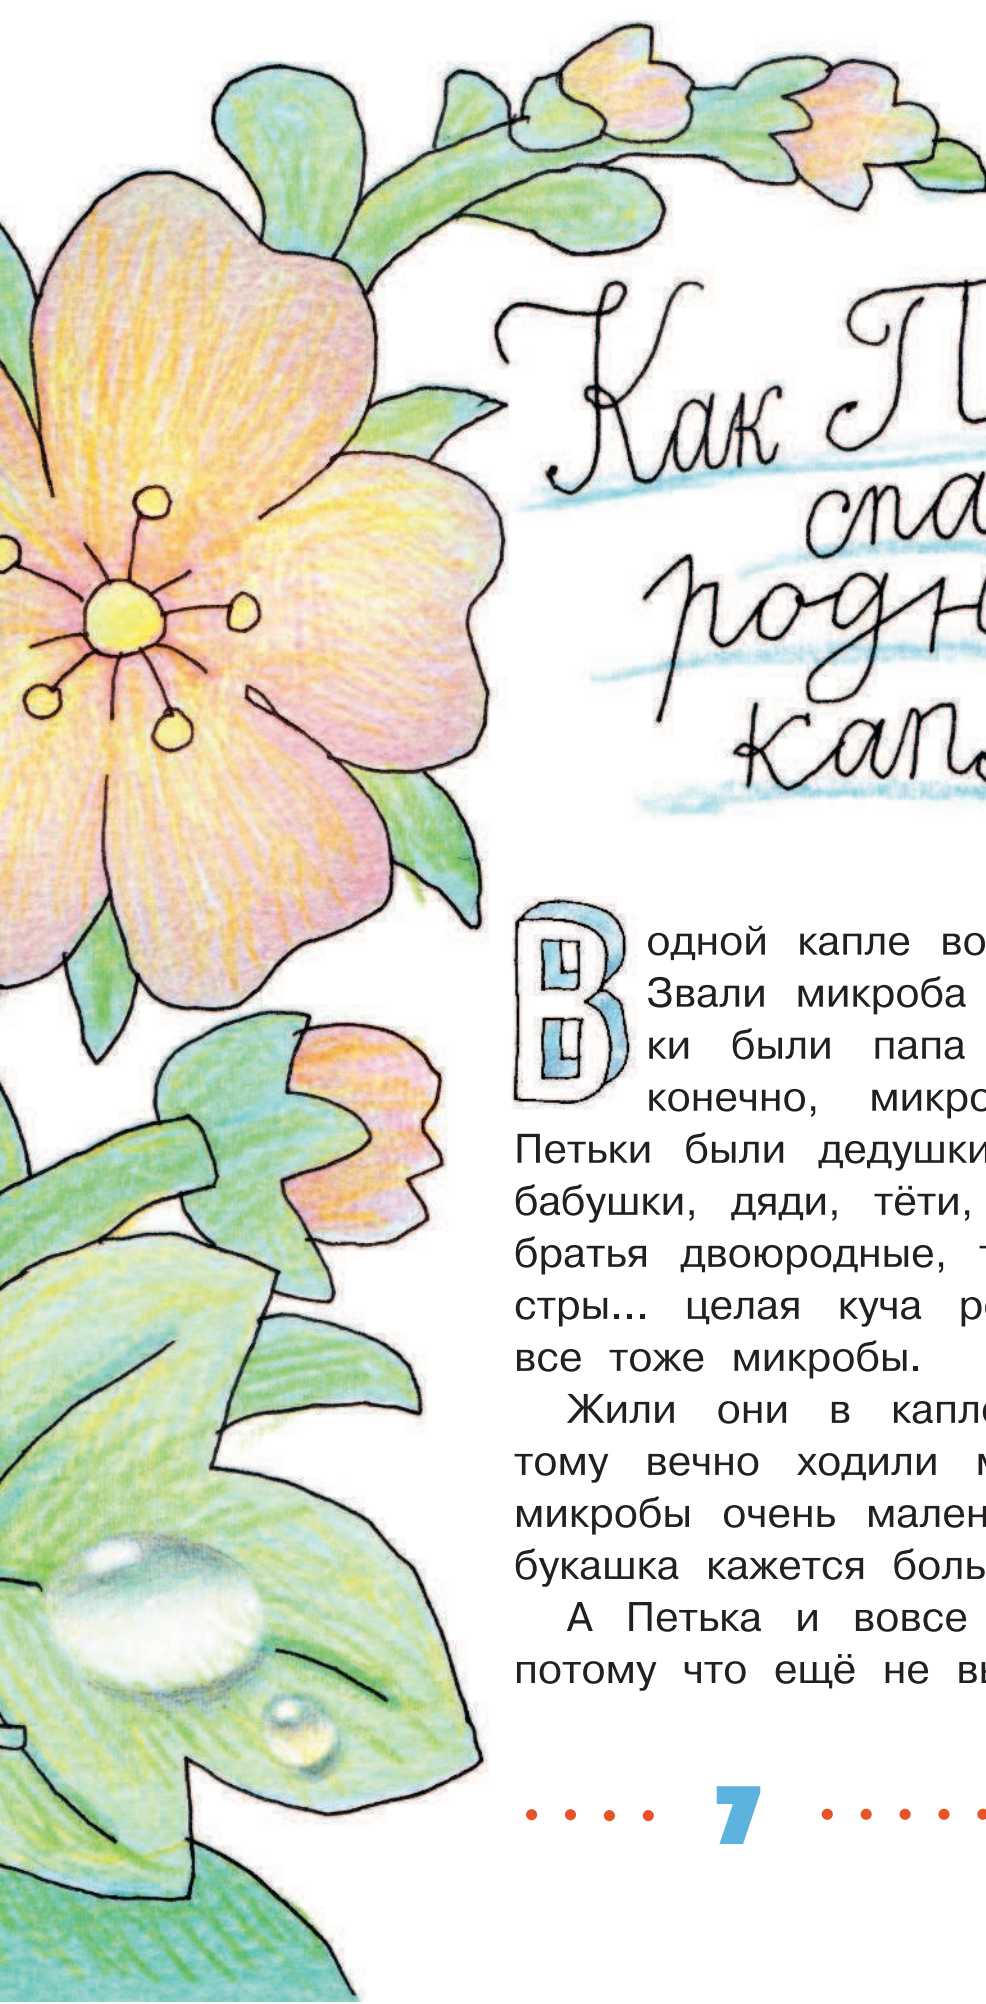 Как П
спа
родн
кап
В одной капле во
Звали микроба
ки были папа
конечно, микро
Петьки были дедушки
бабушки, дяди, тёти,
братья двоюродные, т
стры... целая куча р
все тоже микробы.
Жили они в капл
тому вечно ходили м
микробы очень мален
букашка кажется боль
А Петька и вовсе
потому что ещё не вы
7